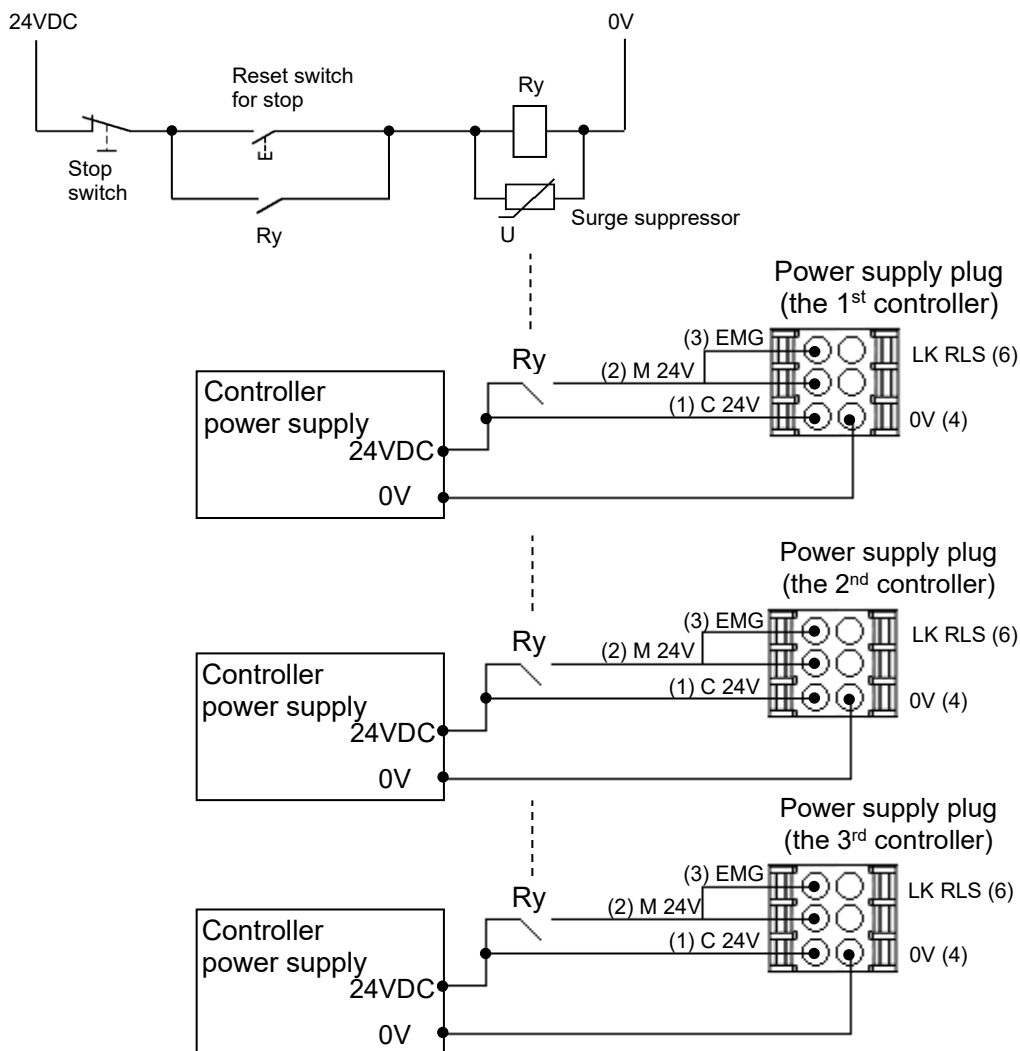 24VDC
0V
Reset switch
for stop
Ry
Stop
switch
Ry
U
Surge suppressor
Power supply plug
(the 1st controller)
(3) EMG
LK RLS (6)
Ry
(2) M 24V
Controller
power supply
(1) C 24V
0V (4)
24VDC
0V
Power supply plug
(the 2nd controller)
(3) EMG
LK RLS (6)
Ry
(2) M 24V
Controller
power supply
(1) C 24V
0V (4)
24VDC
0V
Power supply plug
(the 3rd controller)
(3) EMG
LK RLS (6)
Ry
(2) M 24V
Controller
power supply
(1) C 24V
0V (4)
24VDC
0V